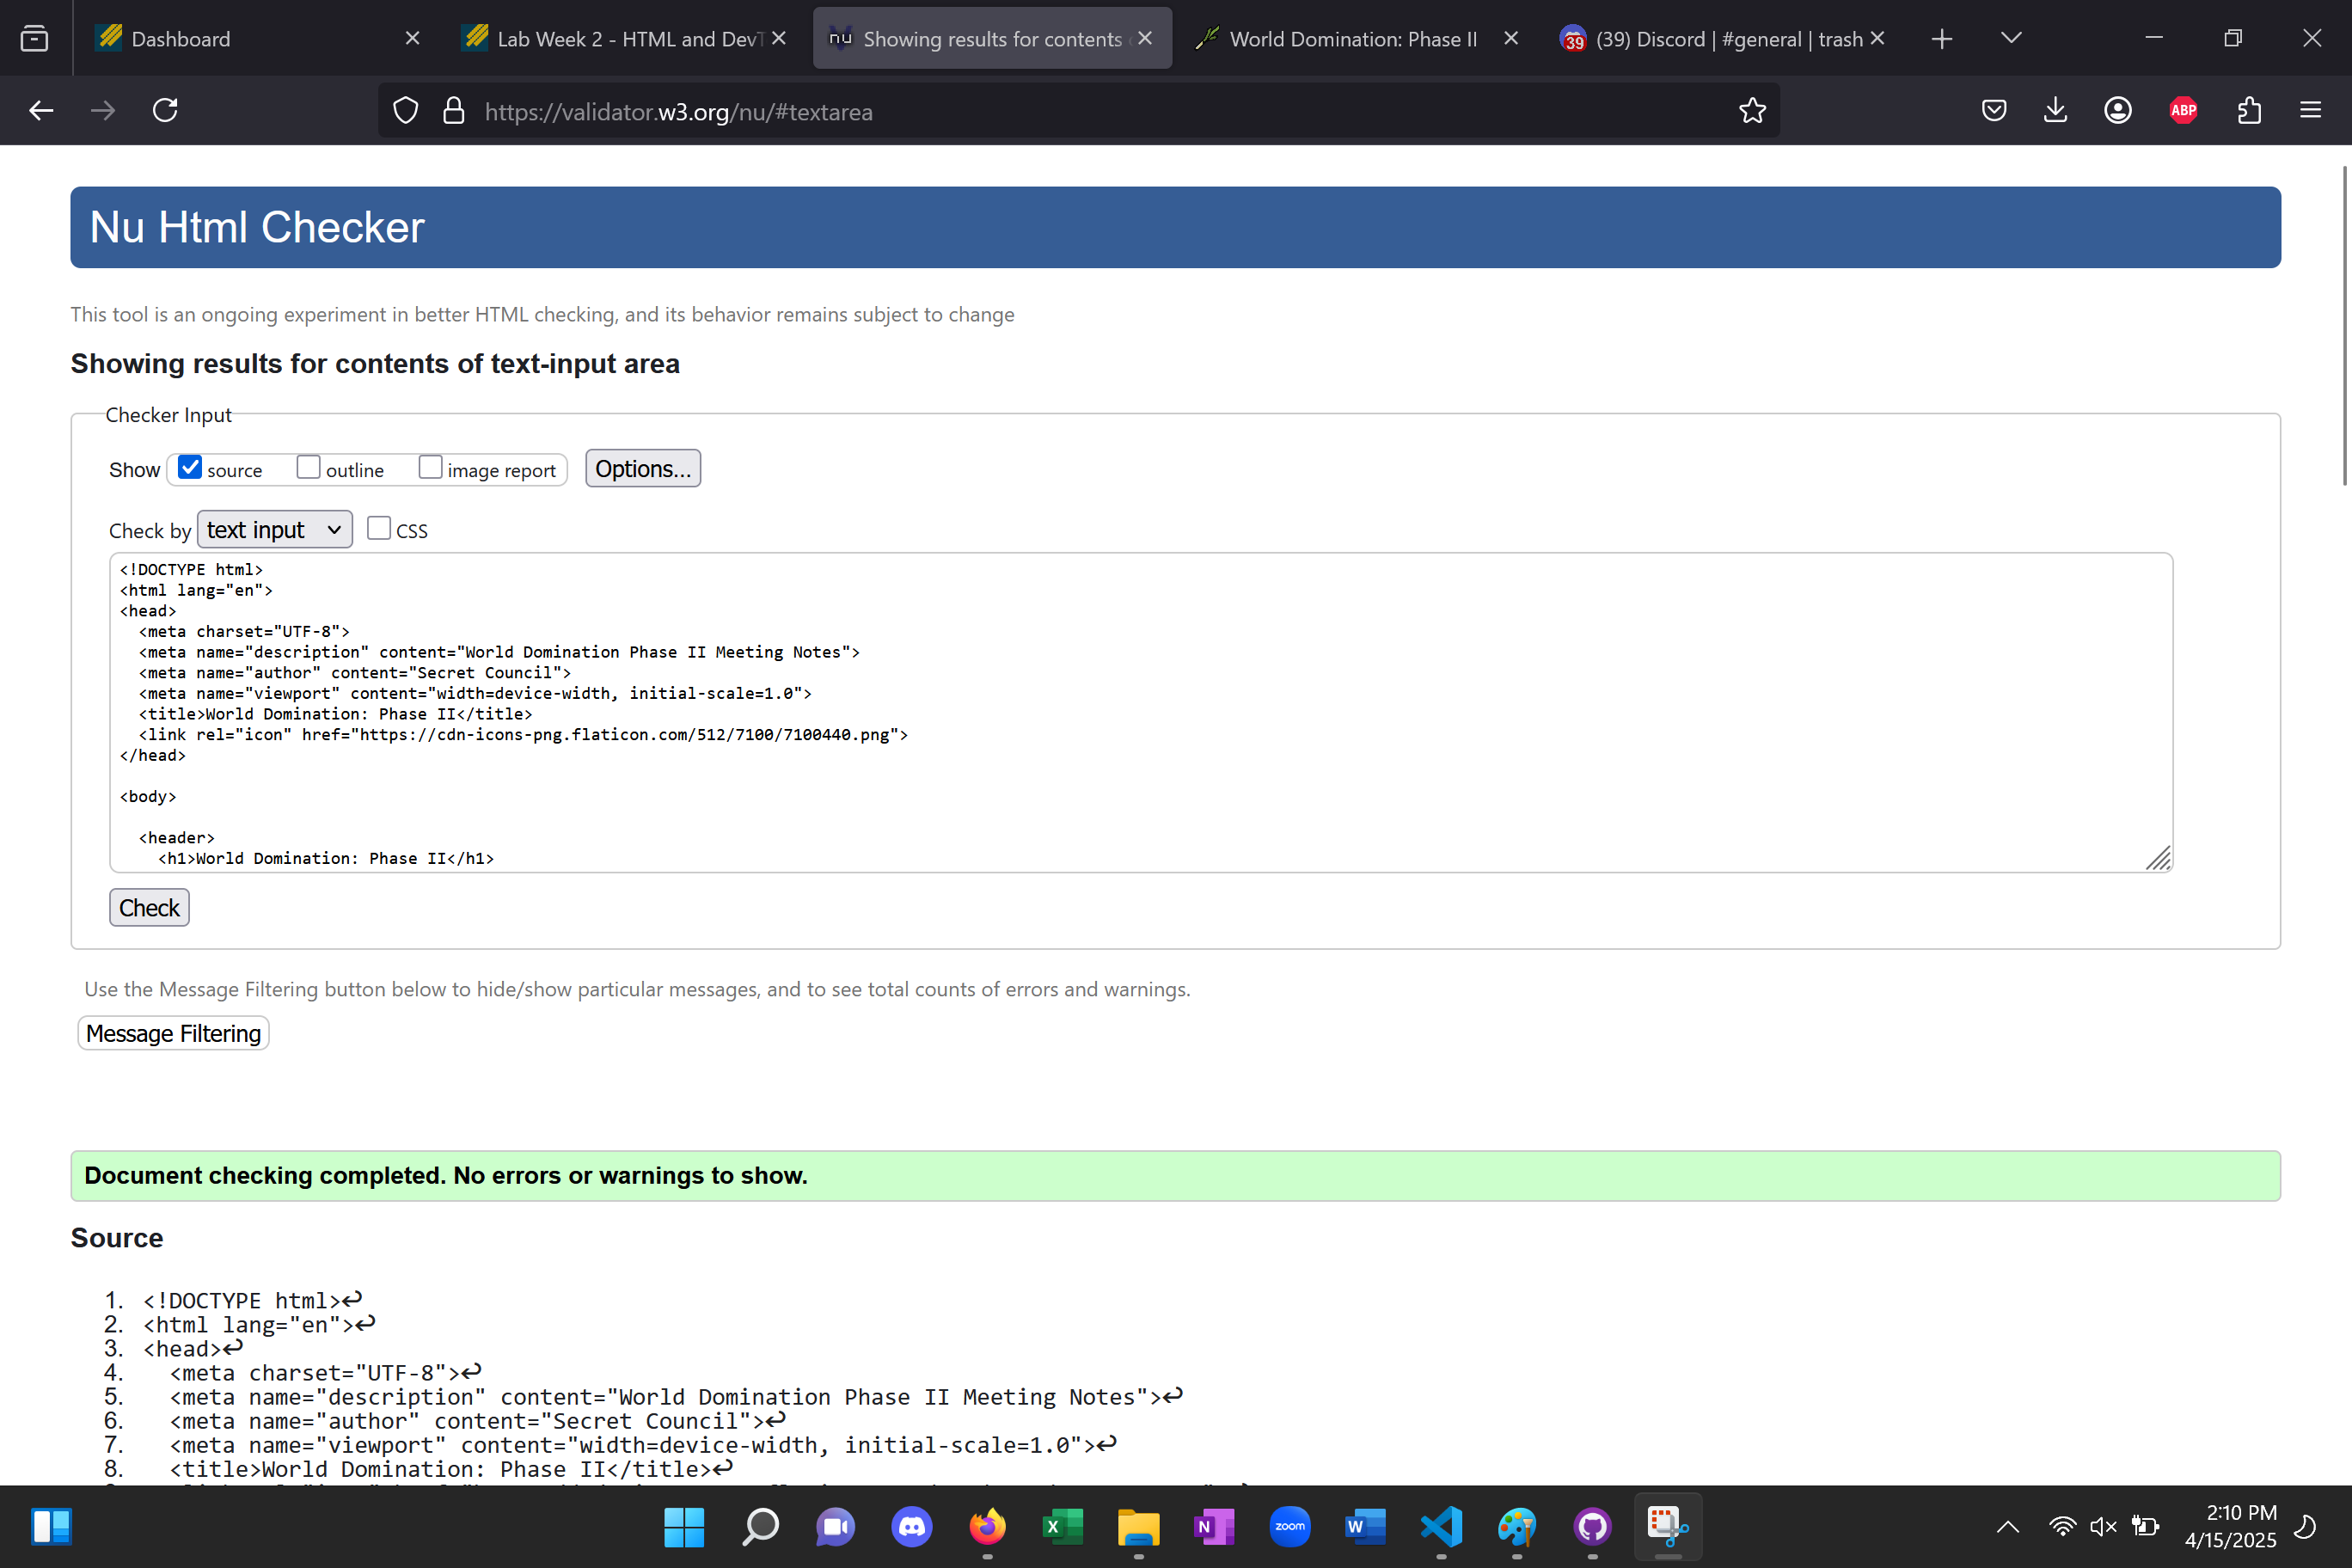 Dashboard
Lab Week 2 - HTML and DevT
nu Showing results for contents
World Domination: Phase II
39 (39) Discord | #general | trash
https://validator.w3.org/nu/#textarea
ABP
Nu Html Checker
This tool is an ongoing experiment in better HTML checking, and its behavior remains subject to change
Showing results for contents of text-input area
Checker Input
Show source outline image report Options...
Check by text input CSS
<!DOCTYPE html>
<html lang="en">
<head>
<meta charset="UTF-8">
<meta name="description" content="World Domination Phase II Meeting Notes">
<meta name="author" content="Secret Council">
<meta name="viewport" content="width=device-width, initial-scale=1.0">
<title>World Domination: Phase II</title>
<link rel="icon" href="https://cdn-icons-png.flaticon.com/512/7100/7100440.png">
</head>
<body>
<header>
<h1>World Domination: Phase II</h1>
Check
Use the Message Filtering button below to hide/show particular messages, and to see total counts of errors and warnings.
Message Filtering
Document checking completed. No errors or warnings to show.
Source
1. <!DOCTYPE html>↩
2. <html lang="en">↩
3. <head>↩
4. <meta charset="UTF-8">↩
5. <meta name="description" content="World Domination Phase II Meeting Notes">↩
6. <meta name="author" content="Secret Council">↩
7. <meta name="viewport" content="width=device-width, initial-scale=1.0">↩
8. <title>World Domination: Phase II</title>↩
X
N
zoom
W
2:10 PM
4/15/2025